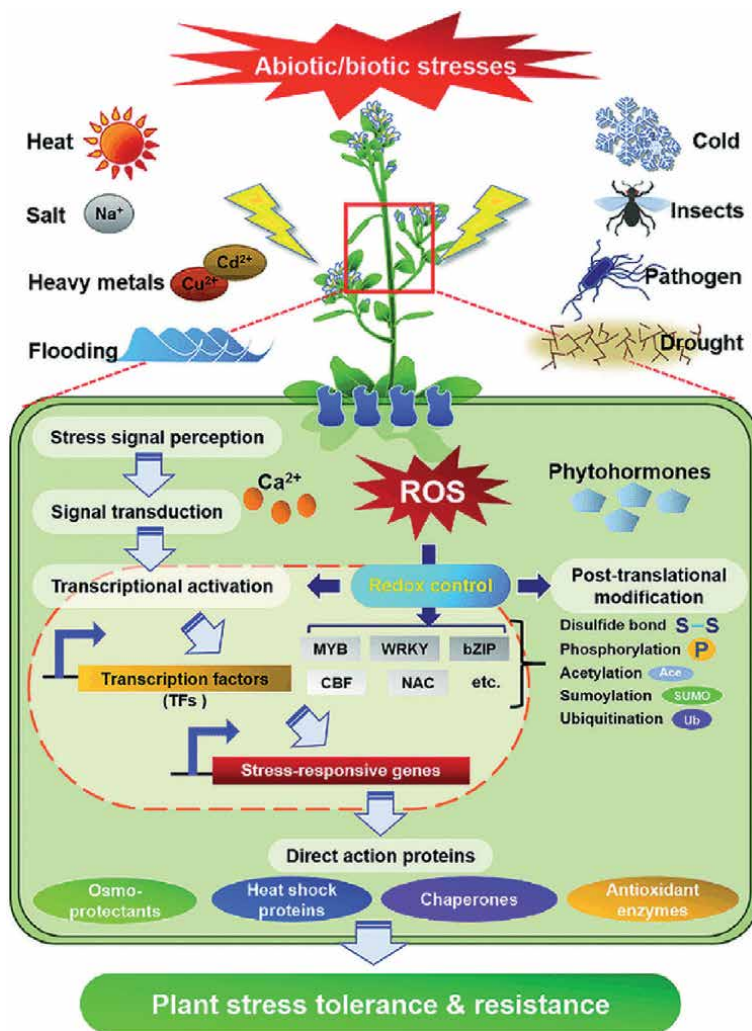 Abiotic/biotic stresses
Heat
Cold
Salt
Na⁺
Insects
Heavy metals
Cd²⁺
Cu²⁺
Pathogen
Flooding
Drought
Stress signal perception
Ca²⁺
ROS
Phytohormones
Signal transduction
Transcriptional activation
Redox control
Post-translational
modification
Disulfide bond S-S
Phosphorylation P
Acetylation Ace
Sumoylation SUMO
Ubiquitination Ub
MYB WRKY bZIP
CBF NAC etc.
Transcription factors
(TFs )
Stress-responsive genes
Direct action proteins
Osmo-
protectants
Heat shock
proteins
Chaperones
Antioxidant
enzymes
Plant stress tolerance & resistance